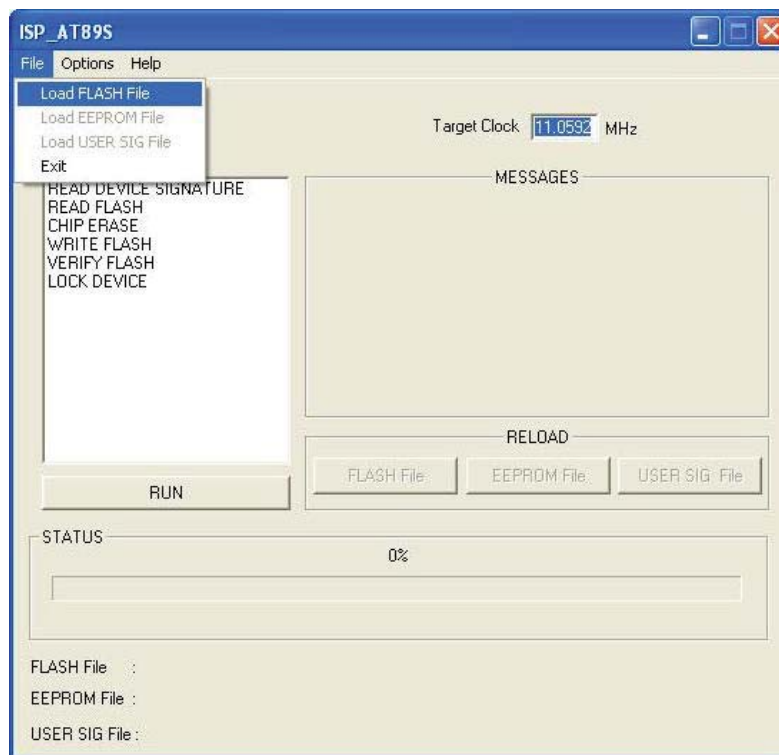 ISP_AT89S
File Options Help
Load FLASH File
Load EEPROM File
Load USER SIG File
Exit
Target Clock 11.0592 MHz
READ DEVICE SIGNATURE
READ FLASH
CHIP ERASE
WRITE FLASH
VERIFY FLASH
LOCK DEVICE
RUN
MESSAGES
RELOAD
FLASH File EEPROM File USER SIG File
STATUS
0%
FLASH File :
EEPROM File :
USER SIG File :